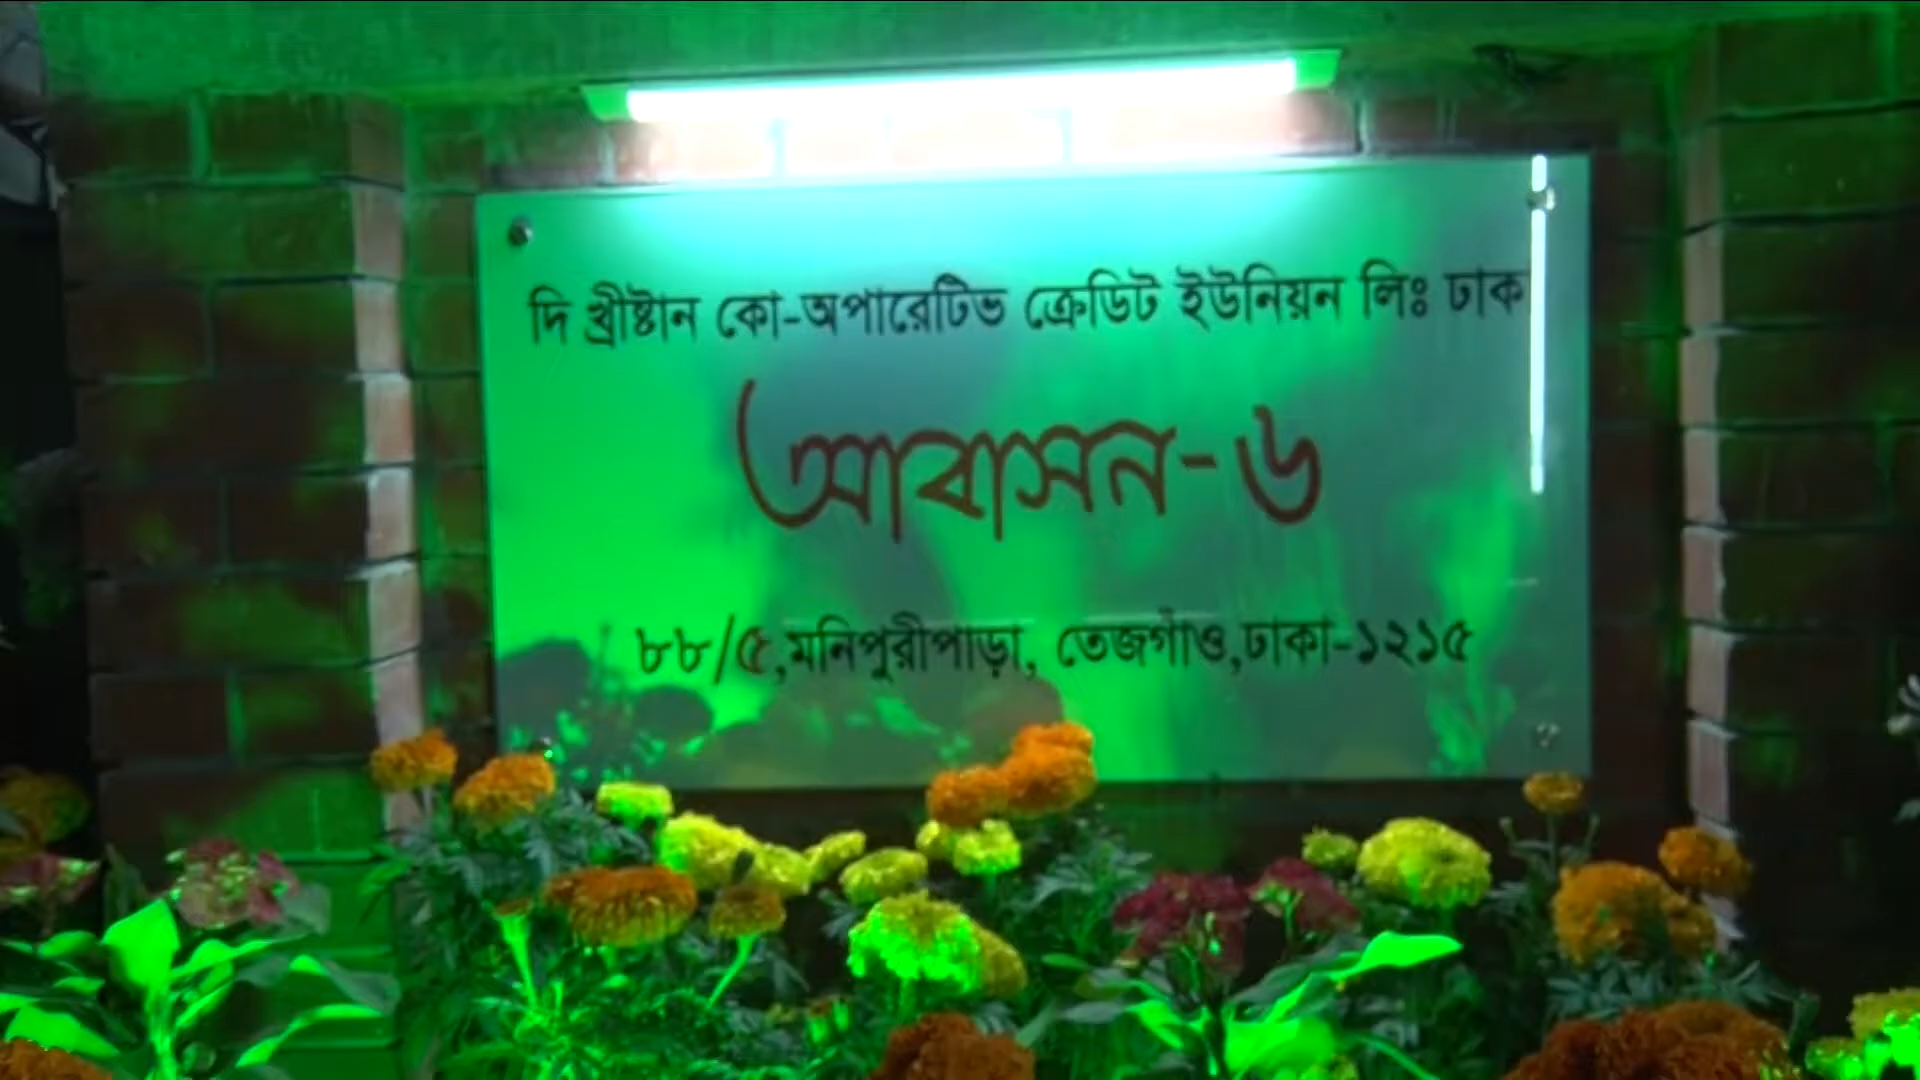 দি খ্রীষ্টান কো-অপারেটিভ ক্রেডিট ইউনিয়ন লিঃ ঢাকা
আবাসন-৬
৮৮/৫,মনিপুরীপাড়া, তেজগাঁও,ঢাকা-১২১৫